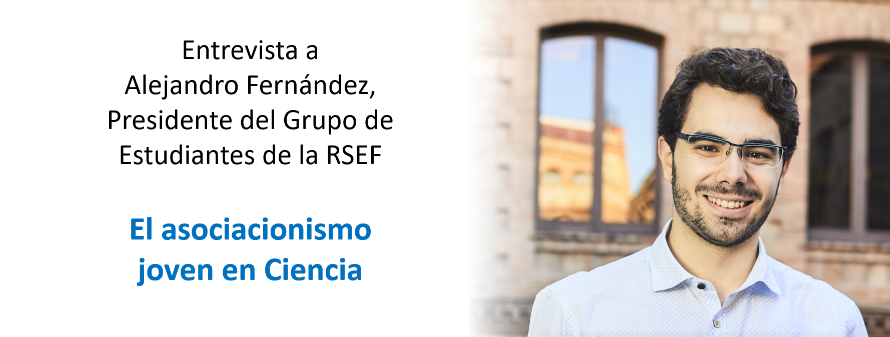 Entrevista a
Alejandro Fernández,
Presidente del Grupo de
Estudiantes de la RSEF
El asociacionismo
joven en Ciencia